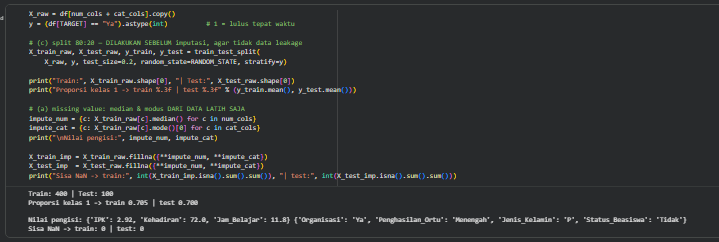 X_raw = df[num_cols + cat_cols].copy()
y = (df[TARGET] == "Ya").astype(int) # 1 = lulus tepat waktu
# (c) split 80:20 — DILAKUKAN SEBELUM imputasi, agar tidak data leakage
X_train_raw, X_test_raw, y_train, y_test = train_test_split(
X_raw, y, test_size=0.2, random_state=RANDOM_STATE, stratify=y)
print("Train:", X_train_raw.shape[0], "| Test:", X_test_raw.shape[0])
print("Proporsi kelas 1 -> train %.3f | test %.3f" % (y_train.mean(), y_test.mean()))
# (a) missing value: median & modus DARI DATA LATIH SAJA
impute_num = {c: X_train_raw[c].median() for c in num_cols}
impute_cat = {c: X_train_raw[c].mode()[0] for c in cat_cols}
print("\nNilai pengisi:", impute_num, impute_cat)
X_train_imp = X_train_raw.fillna({**impute_num, **impute_cat})
X_test_imp = X_test_raw.fillna({**impute_num, **impute_cat})
print("Sisa NaN -> train:", int(X_train_imp.isna().sum().sum()), "| test:", int(X_test_imp.isna().sum().sum()))
Train: 400 | Test: 100
Proporsi kelas 1 -> train 0.705 | test 0.700
Nilai pengisi: {'IPK': 2.92, 'Kehadiran': 72.0, 'Jam_Belajar': 11.8} {'Organisasi': 'Ya', 'Penghasilan_Ortu': 'Menengah', 'Jenis_Kelamin': 'P', 'Status_Beasiswa': 'Tidak'}
Sisa NaN -> train: 0 | test: 0